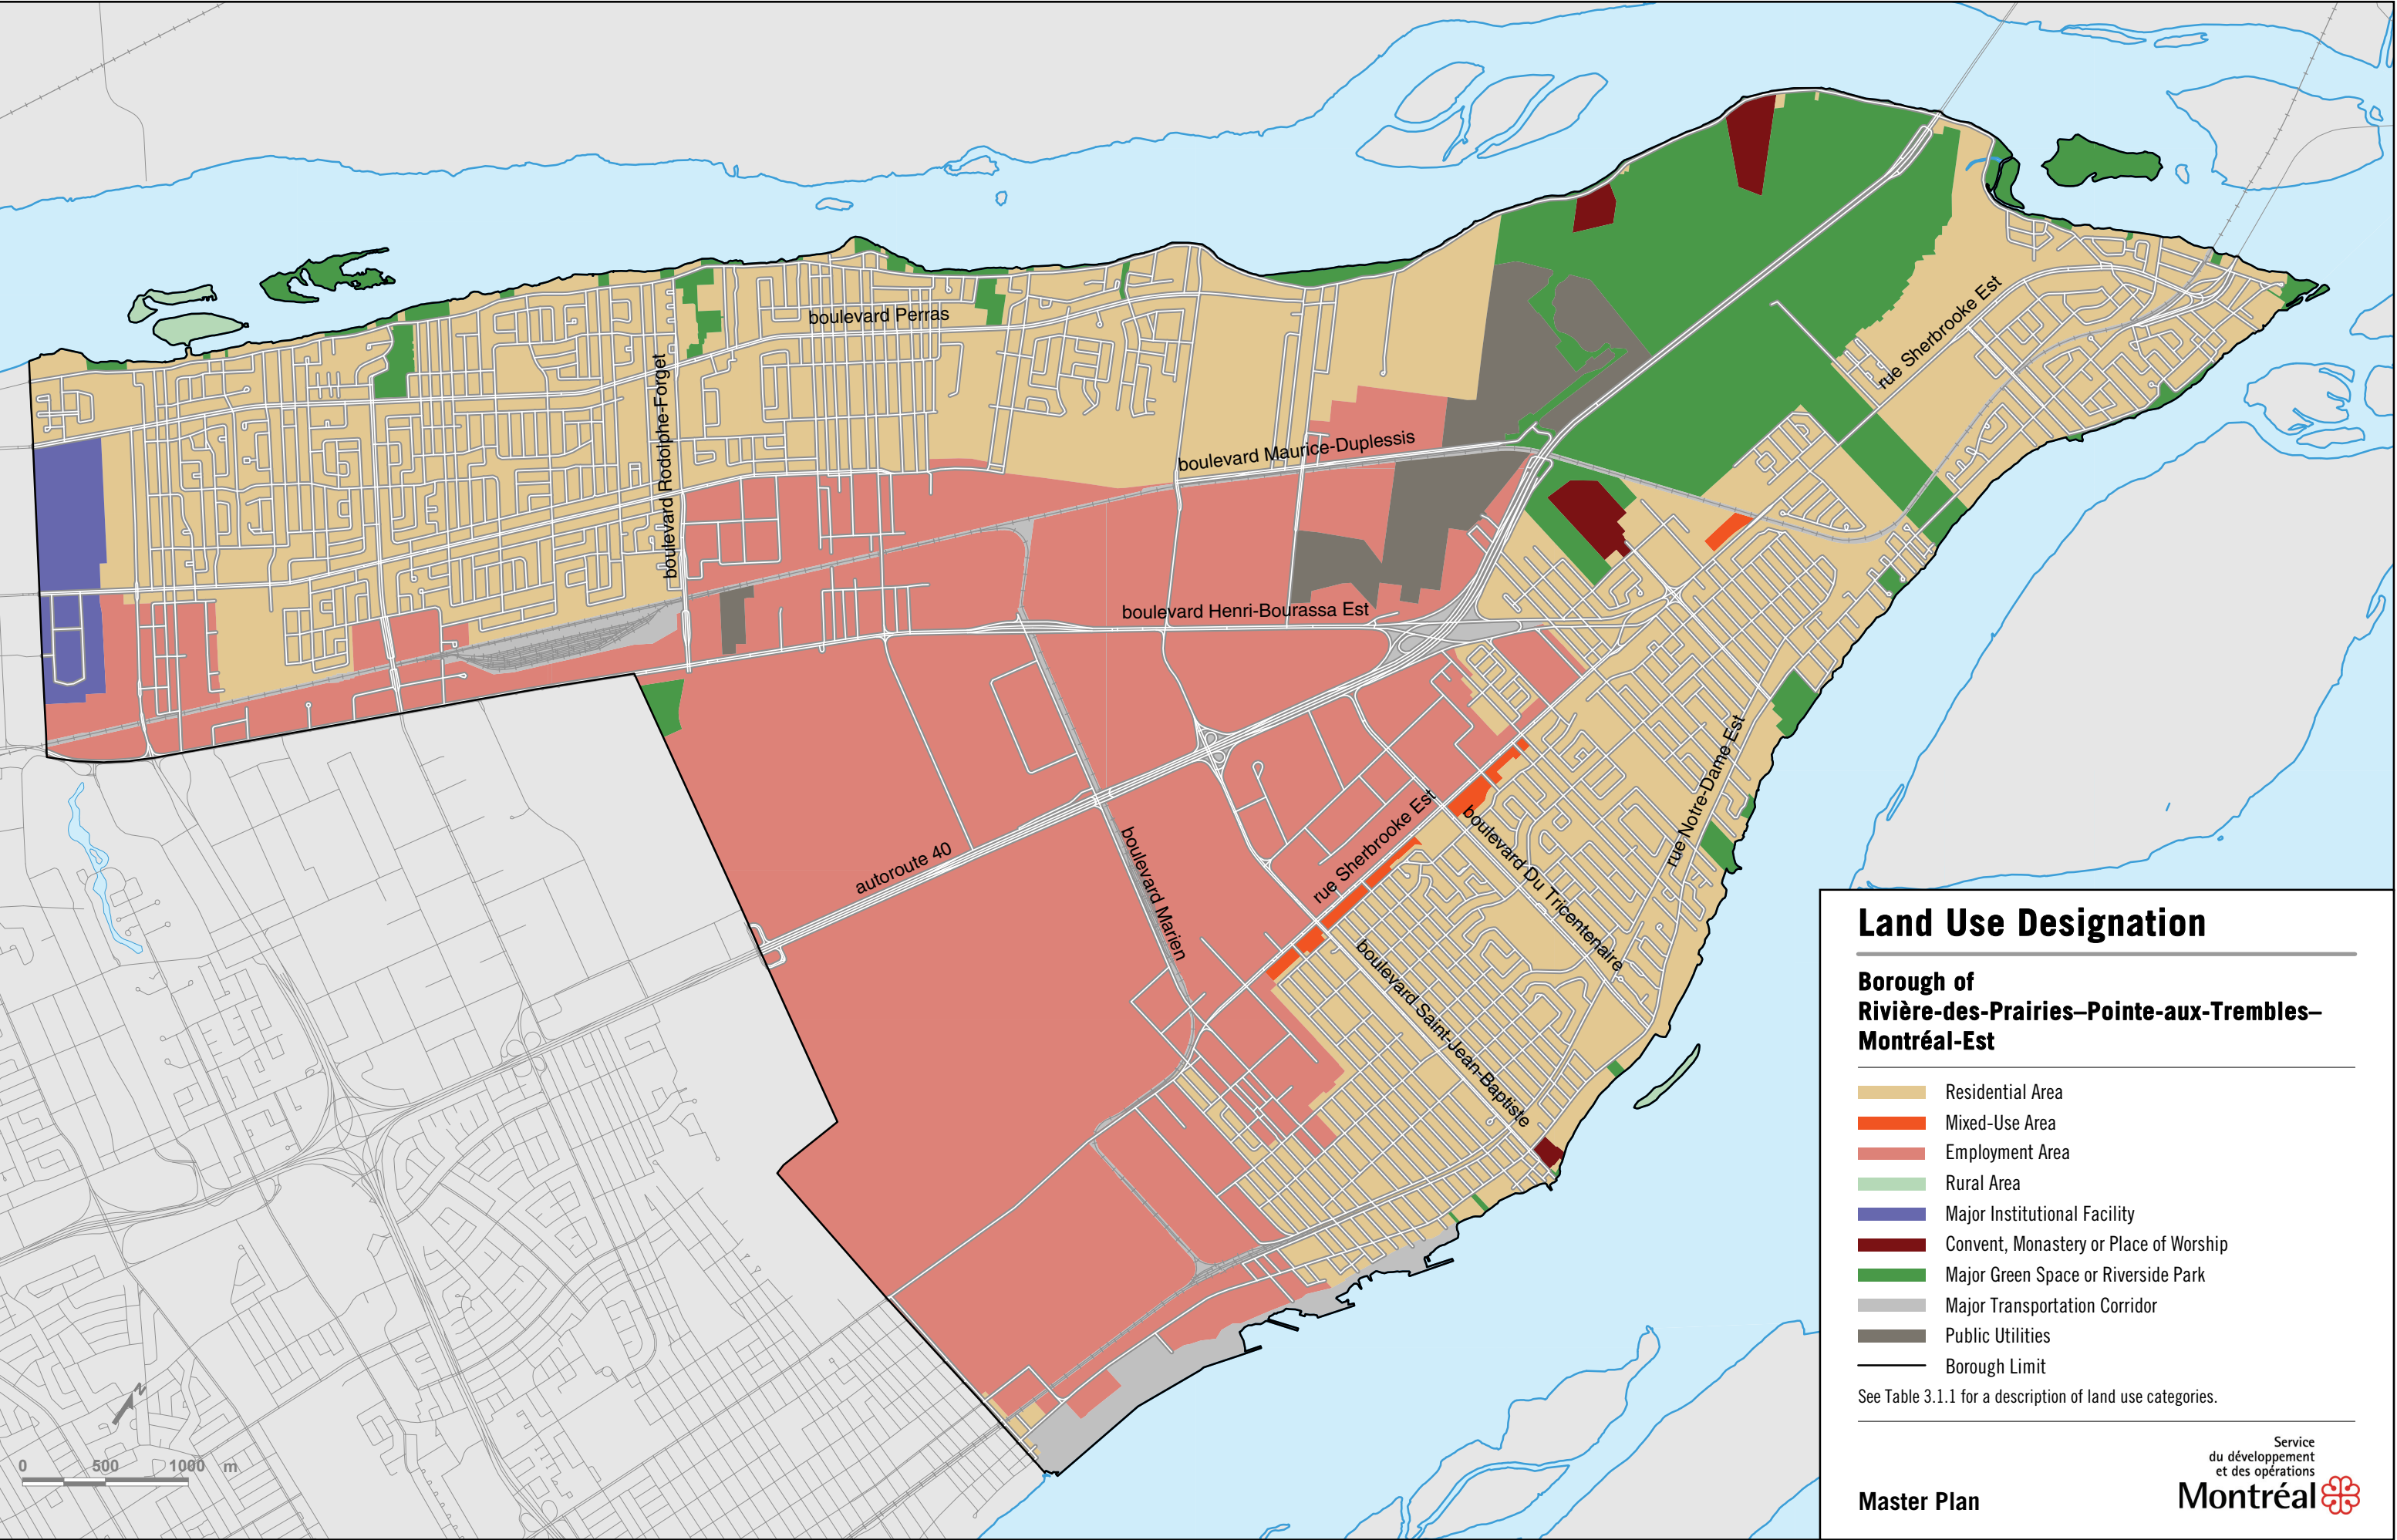 boulevard Perras
boulevard Rodolphe-Forget
boulevard Maurice-Duplessis
boulevard Henri-Bourassa Est
rue Sherbrooke Est
rue Notre-Dame Est
autoroute 40
boulevard Marien
rue Sherbrooke Est
boulevard Du Tricentenaire
boulevard Saint-Jean-Baptiste
N
0 500 1000 m
Land Use Designation
Borough of
Rivière-des-Prairies–Pointe-aux-Trembles–
Montréal-Est
Residential Area
Mixed-Use Area
Employment Area
Rural Area
Major Institutional Facility
Convent, Monastery or Place of Worship
Major Green Space or Riverside Park
Major Transportation Corridor
Public Utilities
Borough Limit
See Table 3.1.1 for a description of land use categories.
Service
du développement
et des opérations
Master Plan
Montréal